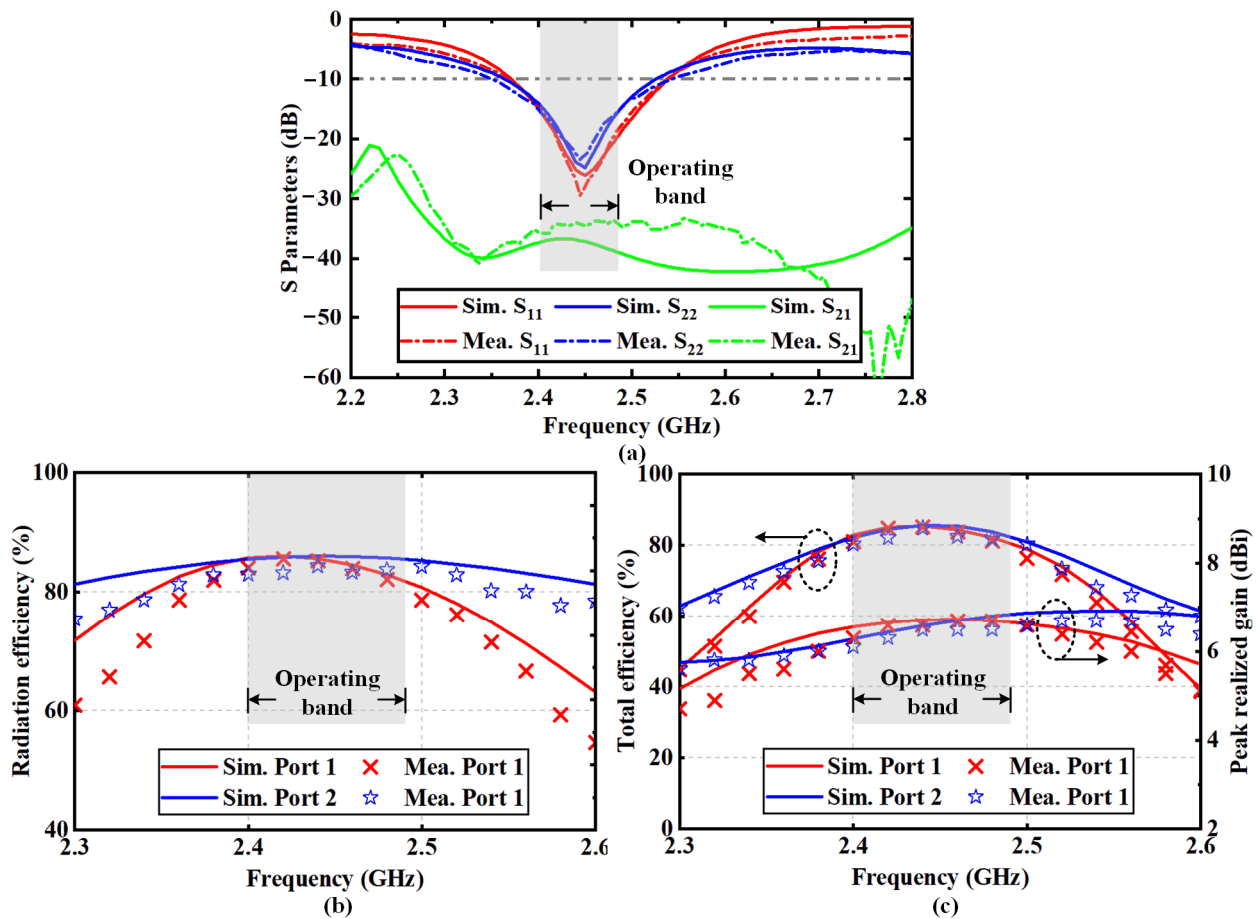 0
−10
−20
−30
−40
−50
−60
S Parameters (dB)
Operating
band
Sim. S11 Sim. S22 Sim. S21
Mea. S11 Mea. S22 Mea. S21
2.2 2.3 2.4 2.5 2.6 2.7 2.8
Frequency (GHz)
(a)
100
80
60
40
Radiation efficiency (%)
Operating
band
Sim. Port 1 Mea. Port 1
Sim. Port 2 Mea. Port 1
2.3 2.4 2.5 2.6
Frequency (GHz)
(b)
100
80
60
40
20
0
Total efficiency (%)
10
8
6
4
2
Peak realized gain (dBi)
Operating
band
Sim. Port 1 Mea. Port 1
Sim. Port 2 Mea. Port 1
2.3 2.4 2.5 2.6
Frequency (GHz)
(c)